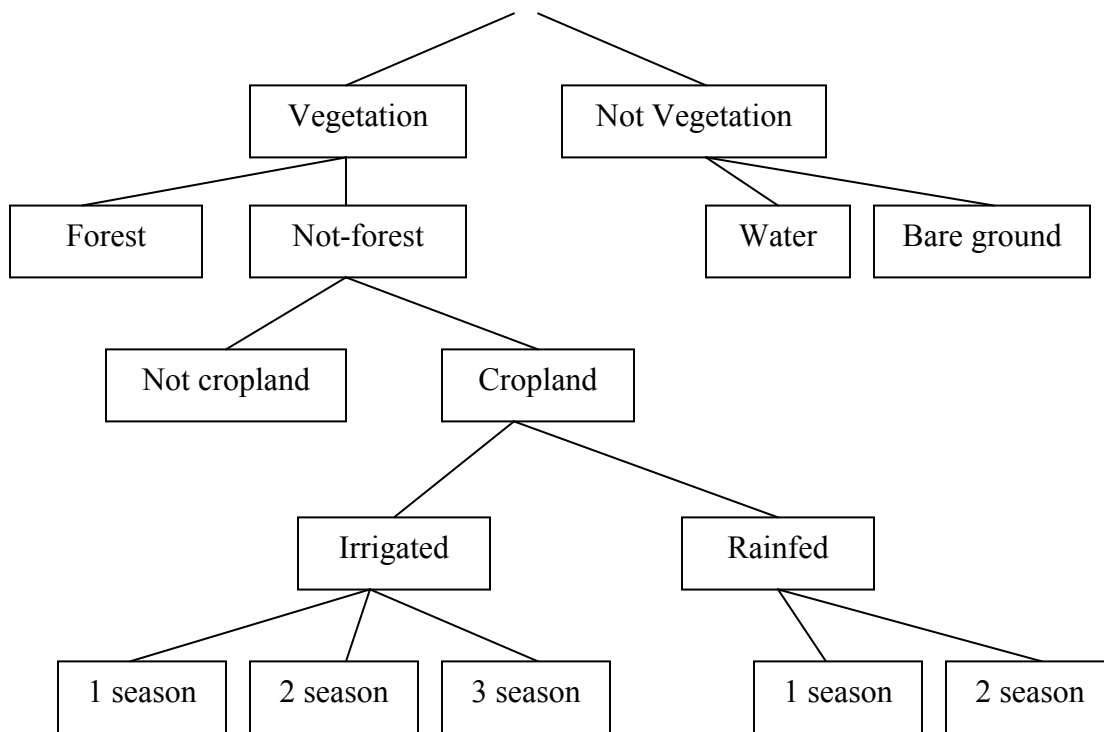 Vegetation
Not Vegetation
Forest
Not-forest
Water
Bare ground
Not cropland
Cropland
Irrigated
Rainfed
1 season
2 season
3 season
1 season
2 season